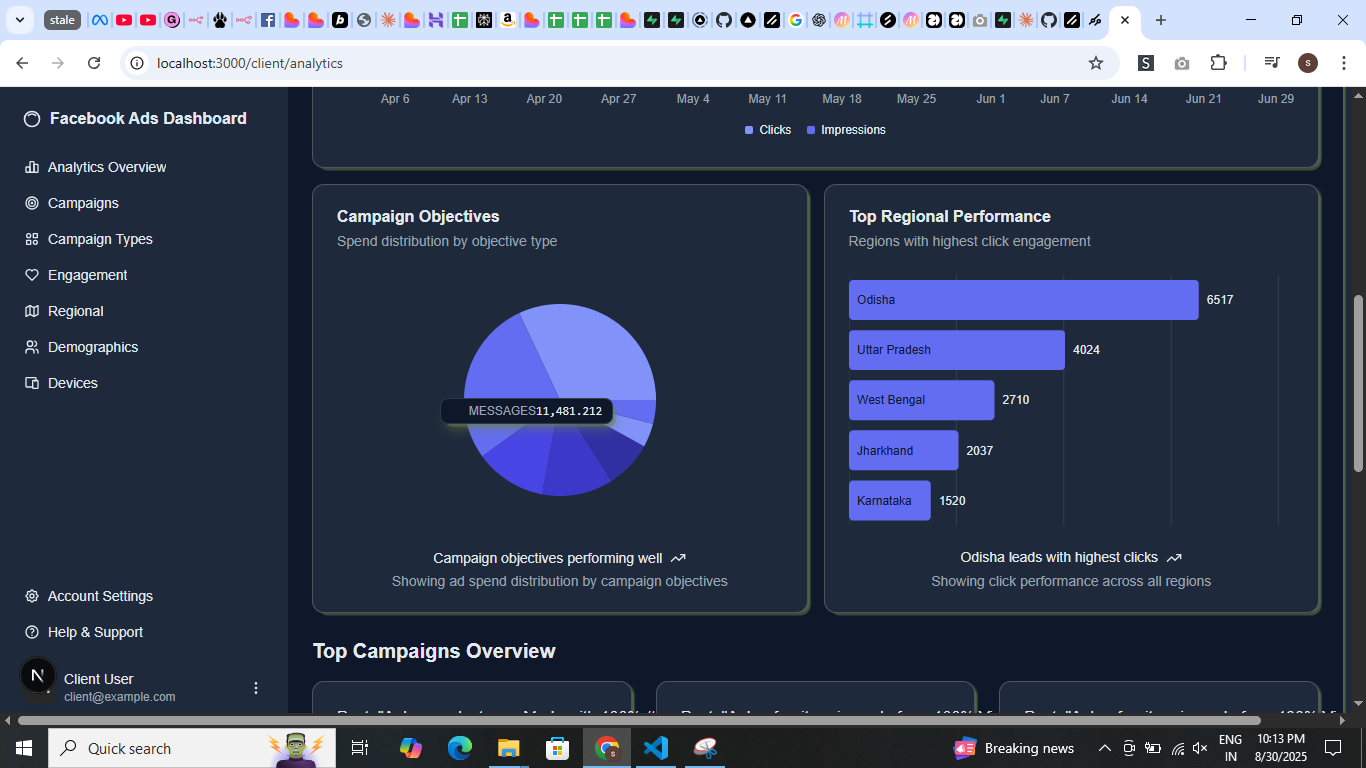 stale
localhost:3000/client/analytics
S
s
Facebook Ads Dashboard
Analytics Overview
Campaigns
Campaign Types
Engagement
Regional
Demographics
Devices
Account Settings
Help & Support
N
Client User
client@example.com
Apr 6 Apr 13 Apr 20 Apr 27 May 4 May 11 May 18 May 25 Jun 1 Jun 7 Jun 14 Jun 21 Jun 29
Clicks Impressions
Campaign Objectives
Spend distribution by objective type
MESSAGES11,481.212
Campaign objectives performing well
Showing ad spend distribution by campaign objectives
Top Regional Performance
Regions with highest click engagement
Odisha 6517
Uttar Pradesh 4024
West Bengal 2710
Jharkhand 2037
Karnataka 1520
Odisha leads with highest clicks
Showing click performance across all regions
Top Campaigns Overview
Quick search
Breaking news
ENG
IN
10:13 PM
8/30/2025